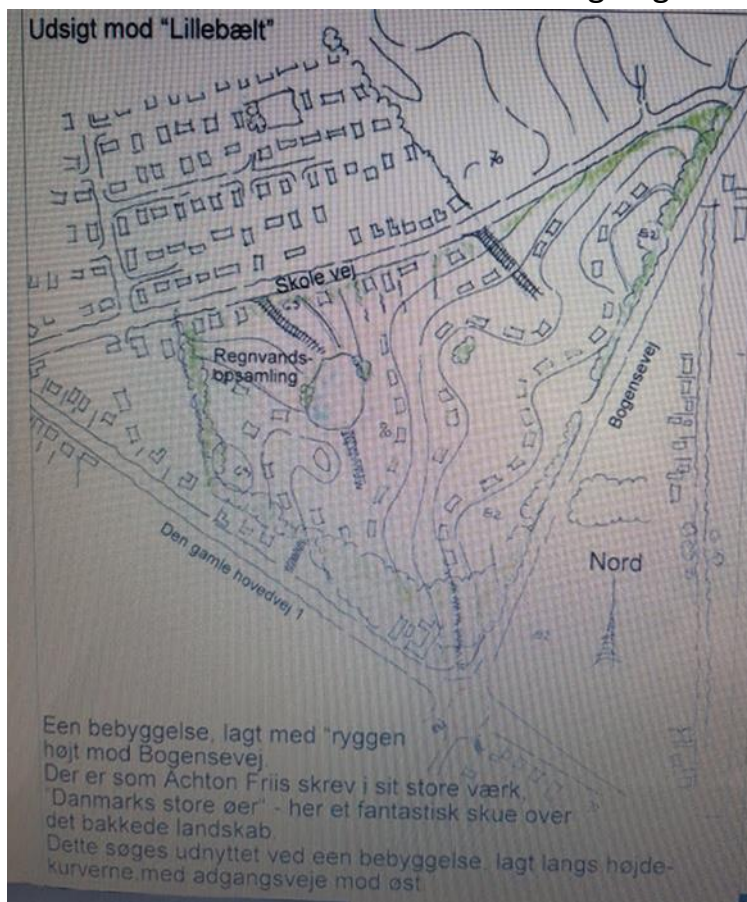 Udsigt mod "Lillebælt"
Skole vej
Regnvands-
opsamling
Bogensevej
Den gamle hovedvej 1
Nord
Een bebyggelse, lagt med "ryggen
højt mod Bogensevej.
Der er som Achton Friis skrev i sit store værk,
"Danmarks store øer" - her et fantastisk skue over
det bakkede landskab.
Dette søges udnyttet ved een bebyggelse, lagt langs højde-
kurverne,med adgangsveje mod øst